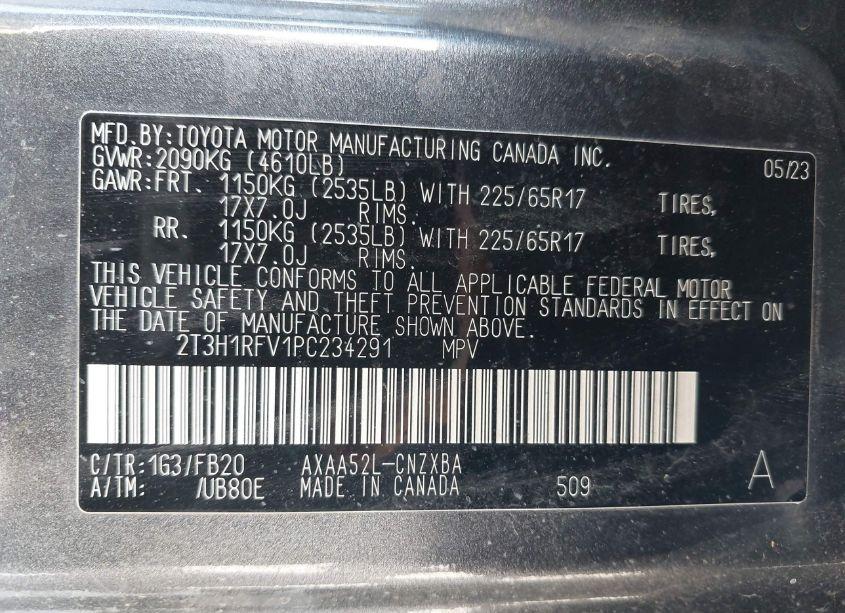 MFD.BY:TOYOTA MOTOR MANUFACTURING CANADA INC.
GVWR:2090KG (4610LB) 05/23
GAWR:FRT. 1150KG (2535LB) WITH 225/65R17 TIRES,
17X7.0J RIMS.
RR. 1150KG (2535LB) WITH 225/65R17 TIRES,
17X7.0J RIMS.
THIS VEHICLE CONFORMS TO ALL APPLICABLE FEDERAL MOTOR
VEHICLE SAFETY AND THEFT PREVENTION STANDARDS IN EFFECT ON
THE DATE OF MANUFACTURE SHOWN ABOVE.
2T3H1RFV1PC234291 MPV
C/TR:1G3/FB20 AXAA52L-CNZXBA
A/TM: /UB80E MADE IN CANADA 509 A